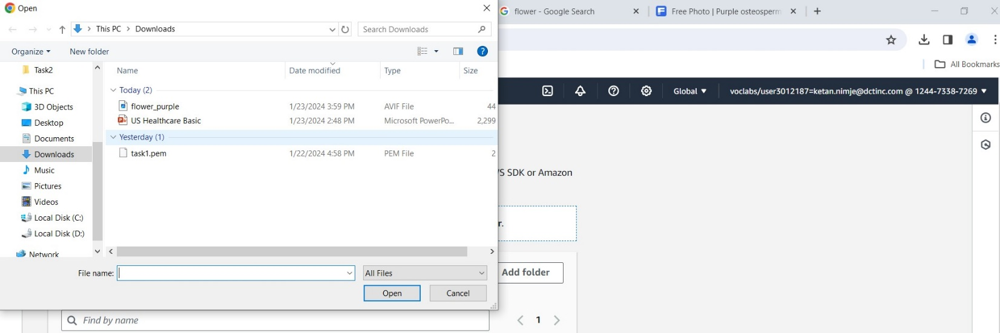 Open
flower - Google Search
Free Photo | Purple osteosperm
This PC
Downloads
Search Downloads
Organize
New folder
All Bookmarks
Name
Date modified
Type
Size
Task2
This PC
3D Objects
Desktop
Documents
Downloads
Music
Pictures
Videos
Local Disk (C:)
Local Disk (D:)
Network
Today (2)
flower_purple 1/23/2024 3:59 PM AVIF File 44
US Healthcare Basic 1/23/2024 2:48 PM Microsoft PowerPo... 2,299
Yesterday (1)
task1.pem 1/22/2024 4:58 PM PEM File 2
Global
voclabs/user3012187=ketan.nimje@dctinc.com @ 1244-7338-7269
'S SDK or Amazon
r.
File name:
All Files
Add folder
Open
Cancel
Find by name
1